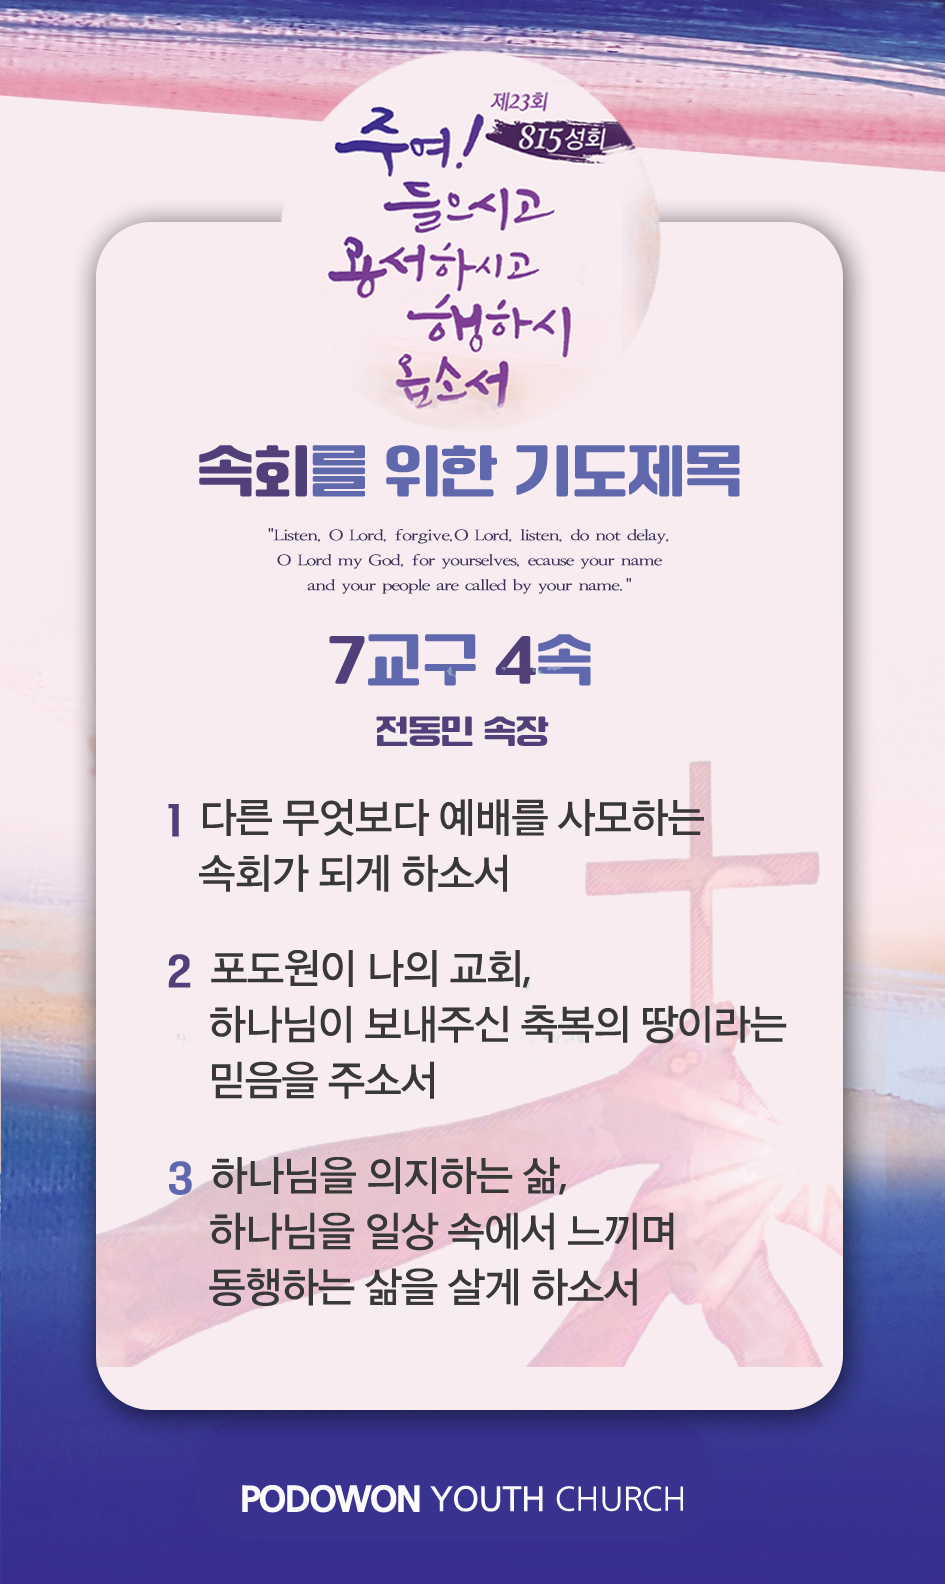 제23회
815성회
주여!
들으시고
용서하시고
행하시
옵소서
속회를 위한 기도제목
"Listen, O Lord, forgive,O Lord, listen, do not delay,
O Lord my God, for yourselves, ecause your name
and your people are called by your name."
7교구 4속
전동민 속장
1 다른 무엇보다 예배를 사모하는
속회가 되게 하소서
2 포도원이 나의 교회,
하나님이 보내주신 축복의 땅이라는
믿음을 주소서
3 하나님을 의지하는 삶,
하나님을 일상 속에서 느끼며
동행하는 삶을 살게 하소서
PODOWON YOUTH CHURCH